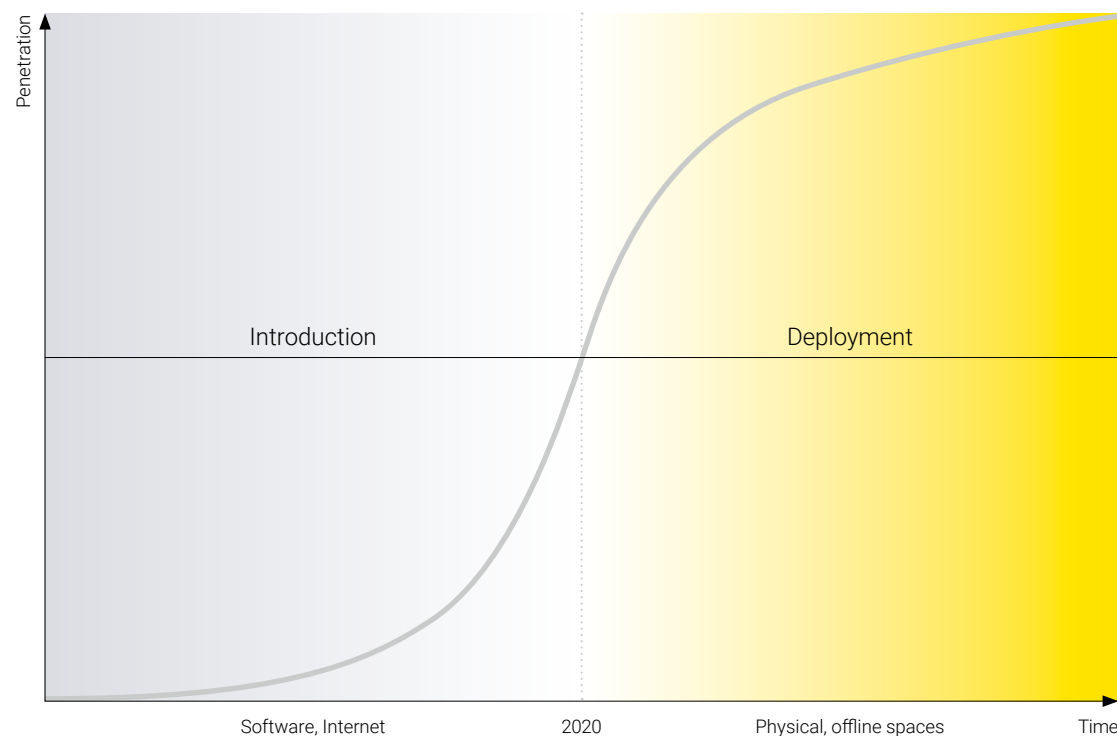 Penetration
Introduction
Deployment
Software, Internet
2020
Physical, offline spaces
Time